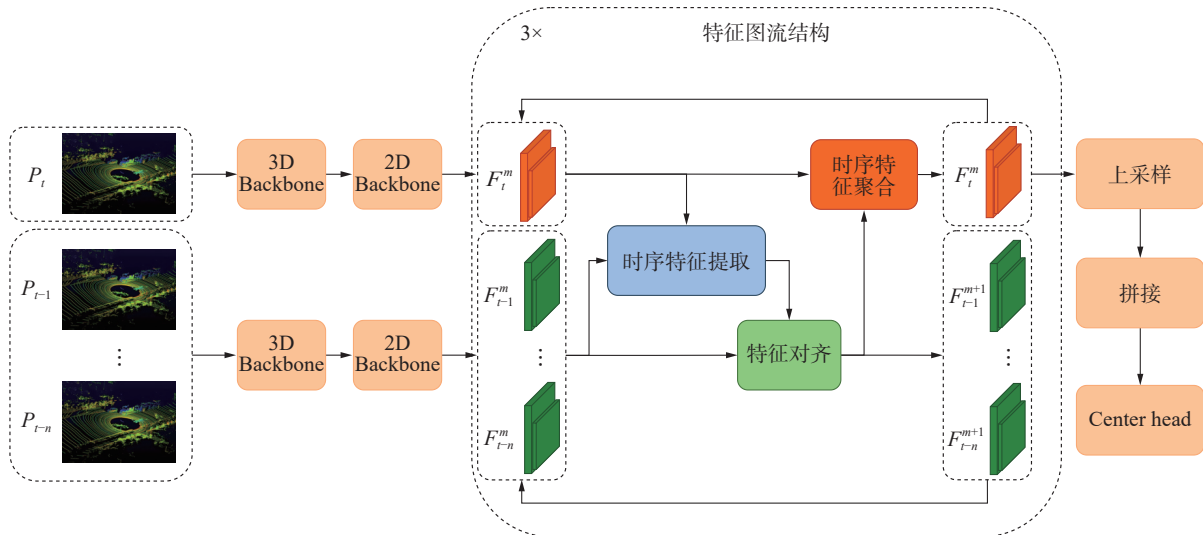 3×
特征图流结构
P_t
3D
Backbone
2D
Backbone
F_t^m
时序特
征聚合
F_t^m
上采样
P_{t−1}
F_{t−1}^m
时序特征提取
F_{t−1}^{m+1}
拼接
⋮
3D
Backbone
2D
Backbone
⋮
特征对齐
⋮
P_{t−n}
F_{t−n}^m
F_{t−n}^{m+1}
Center head